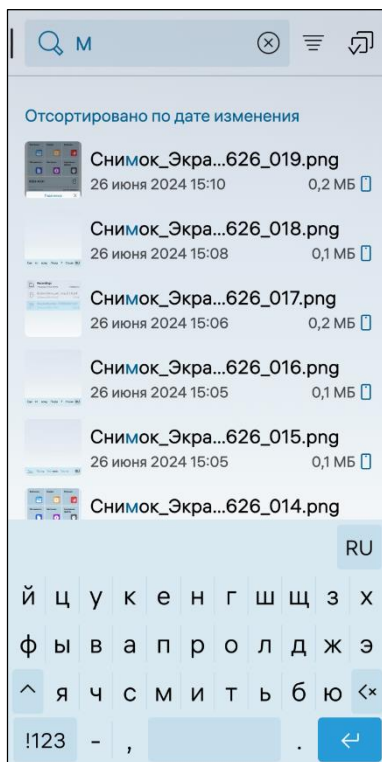 М
Отсортировано по дате изменения
Снимок_Экра...626_019.png
26 июня 2024 15:10 0,2 МБ
Снимок_Экра...626_018.png
26 июня 2024 15:08 0,1 МБ
Снимок_Экра...626_017.png
26 июня 2024 15:06 0,2 МБ
Снимок_Экра...626_016.png
26 июня 2024 15:05 0,1 МБ
Снимок_Экра...626_015.png
26 июня 2024 15:05 0,1 МБ
Снимок_Экра...626_014.png
RU
й ц у к е н г ш щ з х
ф ы в а п р о л д ж э
я ч с м и т ь б ю
!123 - , .